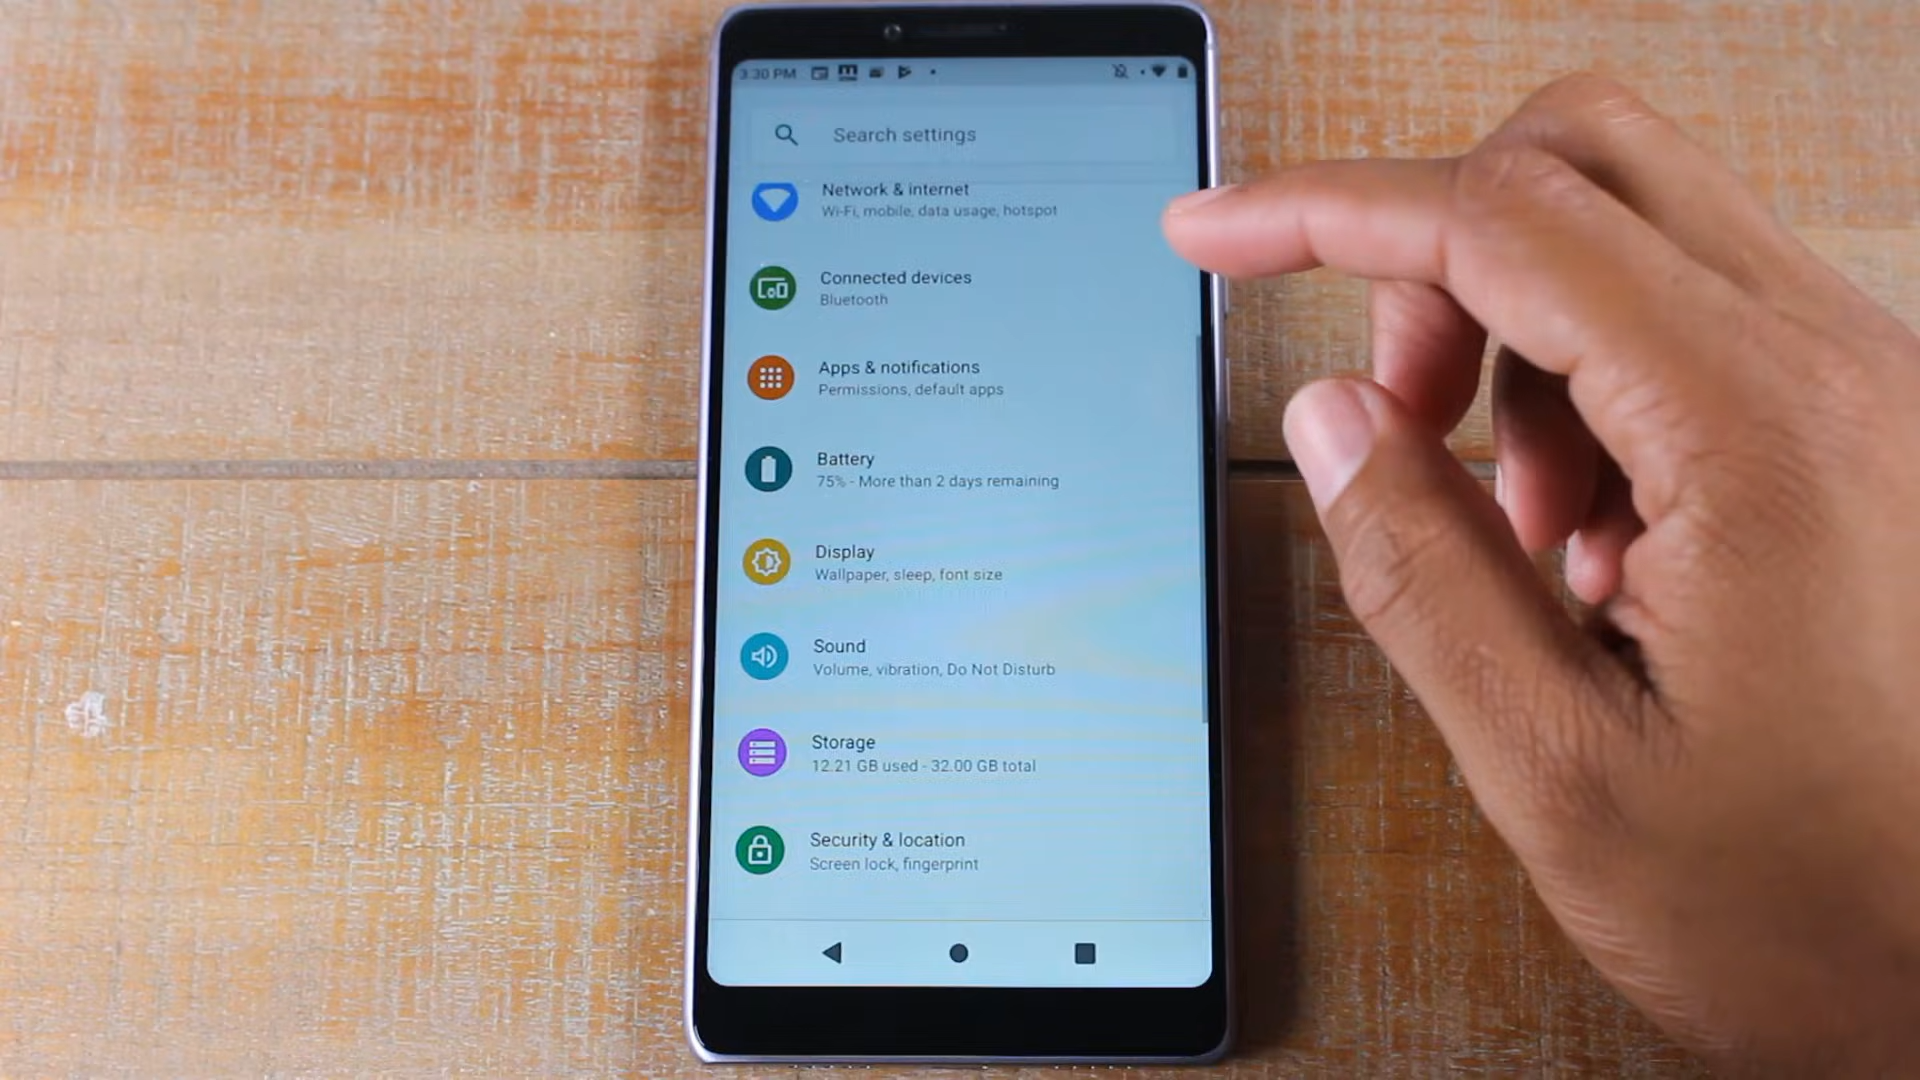 3:30 PM
Search settings
Network & internet
Wi-Fi, mobile, data usage, hotspot
Connected devices
Bluetooth
Apps & notifications
Permissions, default apps
Battery
75% - More than 2 days remaining
Display
Wallpaper, sleep, font size
Sound
Volume, vibration, Do Not Disturb
Storage
12.21 GB used - 32.00 GB total
Security & location
Screen lock, fingerprint